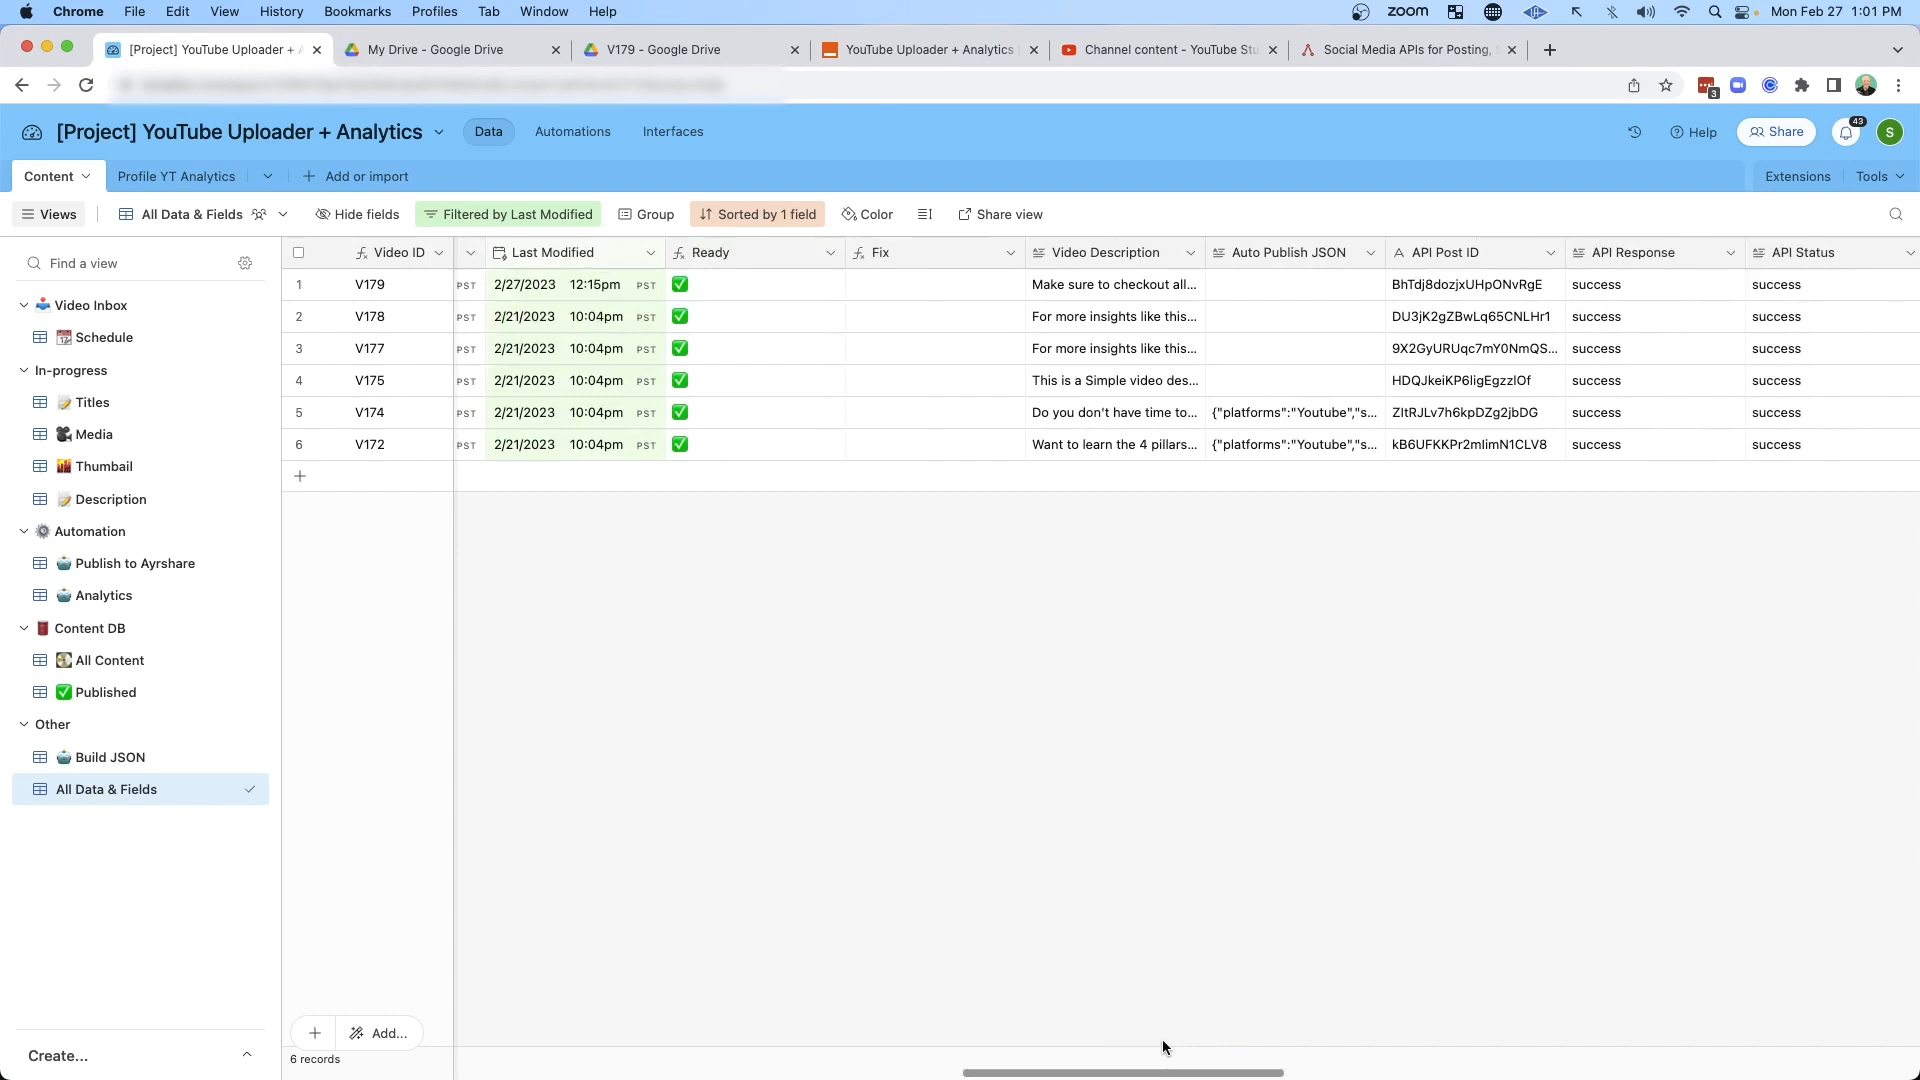 Chrome File Edit View History Bookmarks Profiles Tab Window Help zoom Mon Feb 27 1:01 PM
[Project] YouTube Uploader + A My Drive - Google Drive V179 - Google Drive YouTube Uploader + Analytics Channel content - YouTube Stu Social Media APIs for Posting,
3
[Project] YouTube Uploader + Analytics Data Automations Interfaces Help Share 43 S
Content Profile YT Analytics Add or import Extensions Tools
Views All Data & Fields Hide fields Filtered by Last Modified Group Sorted by 1 field Color Share view
Find a view
Video Inbox
Schedule
In-progress
Titles
Media
Thumbail
Description
Automation
Publish to Ayrshare
Analytics
Content DB
All Content
Published
Other
Build JSON
All Data & Fields
Create...
Video ID Last Modified Ready Fix Video Description Auto Publish JSON API Post ID API Response API Status
1 V179 PST 2/27/2023 12:15pm PST ✅ Make sure to checkout all... BhTdj8dozjxUHpONvRgE success success
2 V178 PST 2/21/2023 10:04pm PST ✅ For more insights like this... DU3jK2gZBwLq65CNLHr1 success success
3 V177 PST 2/21/2023 10:04pm PST ✅ For more insights like this... 9X2GyURUqc7mY0NmQS... success success
4 V175 PST 2/21/2023 10:04pm PST ✅ This is a Simple video des... HDQJkeiKP6ligEgzzlOf success success
5 V174 PST 2/21/2023 10:04pm PST ✅ Do you don't have time to... {"platforms":"Youtube","s... ZltRJLv7h6kpDZg2jbDG success success
6 V172 PST 2/21/2023 10:04pm PST ✅ Want to learn the 4 pillars... {"platforms":"Youtube","s... kB6UFKKPr2mlimN1CLV8 success success
Add...
6 records